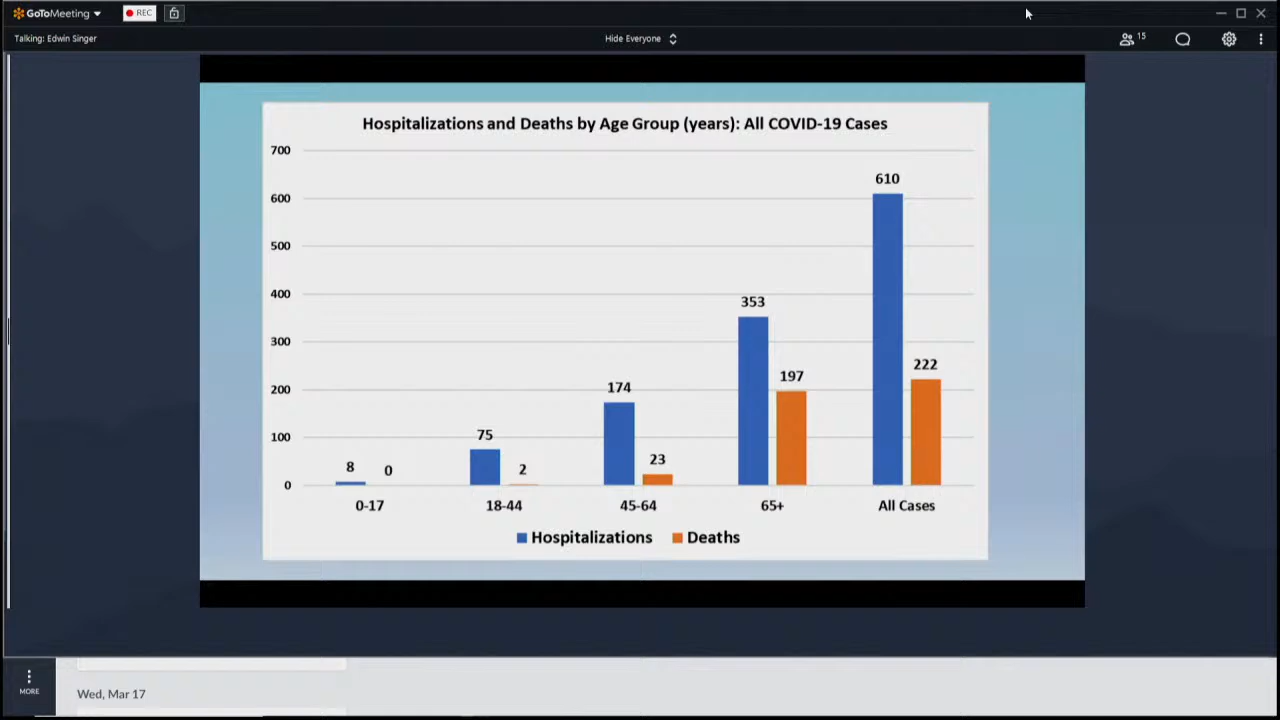 GoToMeeting
REC
Talking: Edwin Singer
Hide Everyone
15
Hospitalizations and Deaths by Age Group (years): All COVID-19 Cases
700
600
500
400
300
200
100
0
8
0
75
2
174
23
353
197
610
222
0-17
18-44
45-64
65+
All Cases
Hospitalizations
Deaths
MORE
Wed, Mar 17